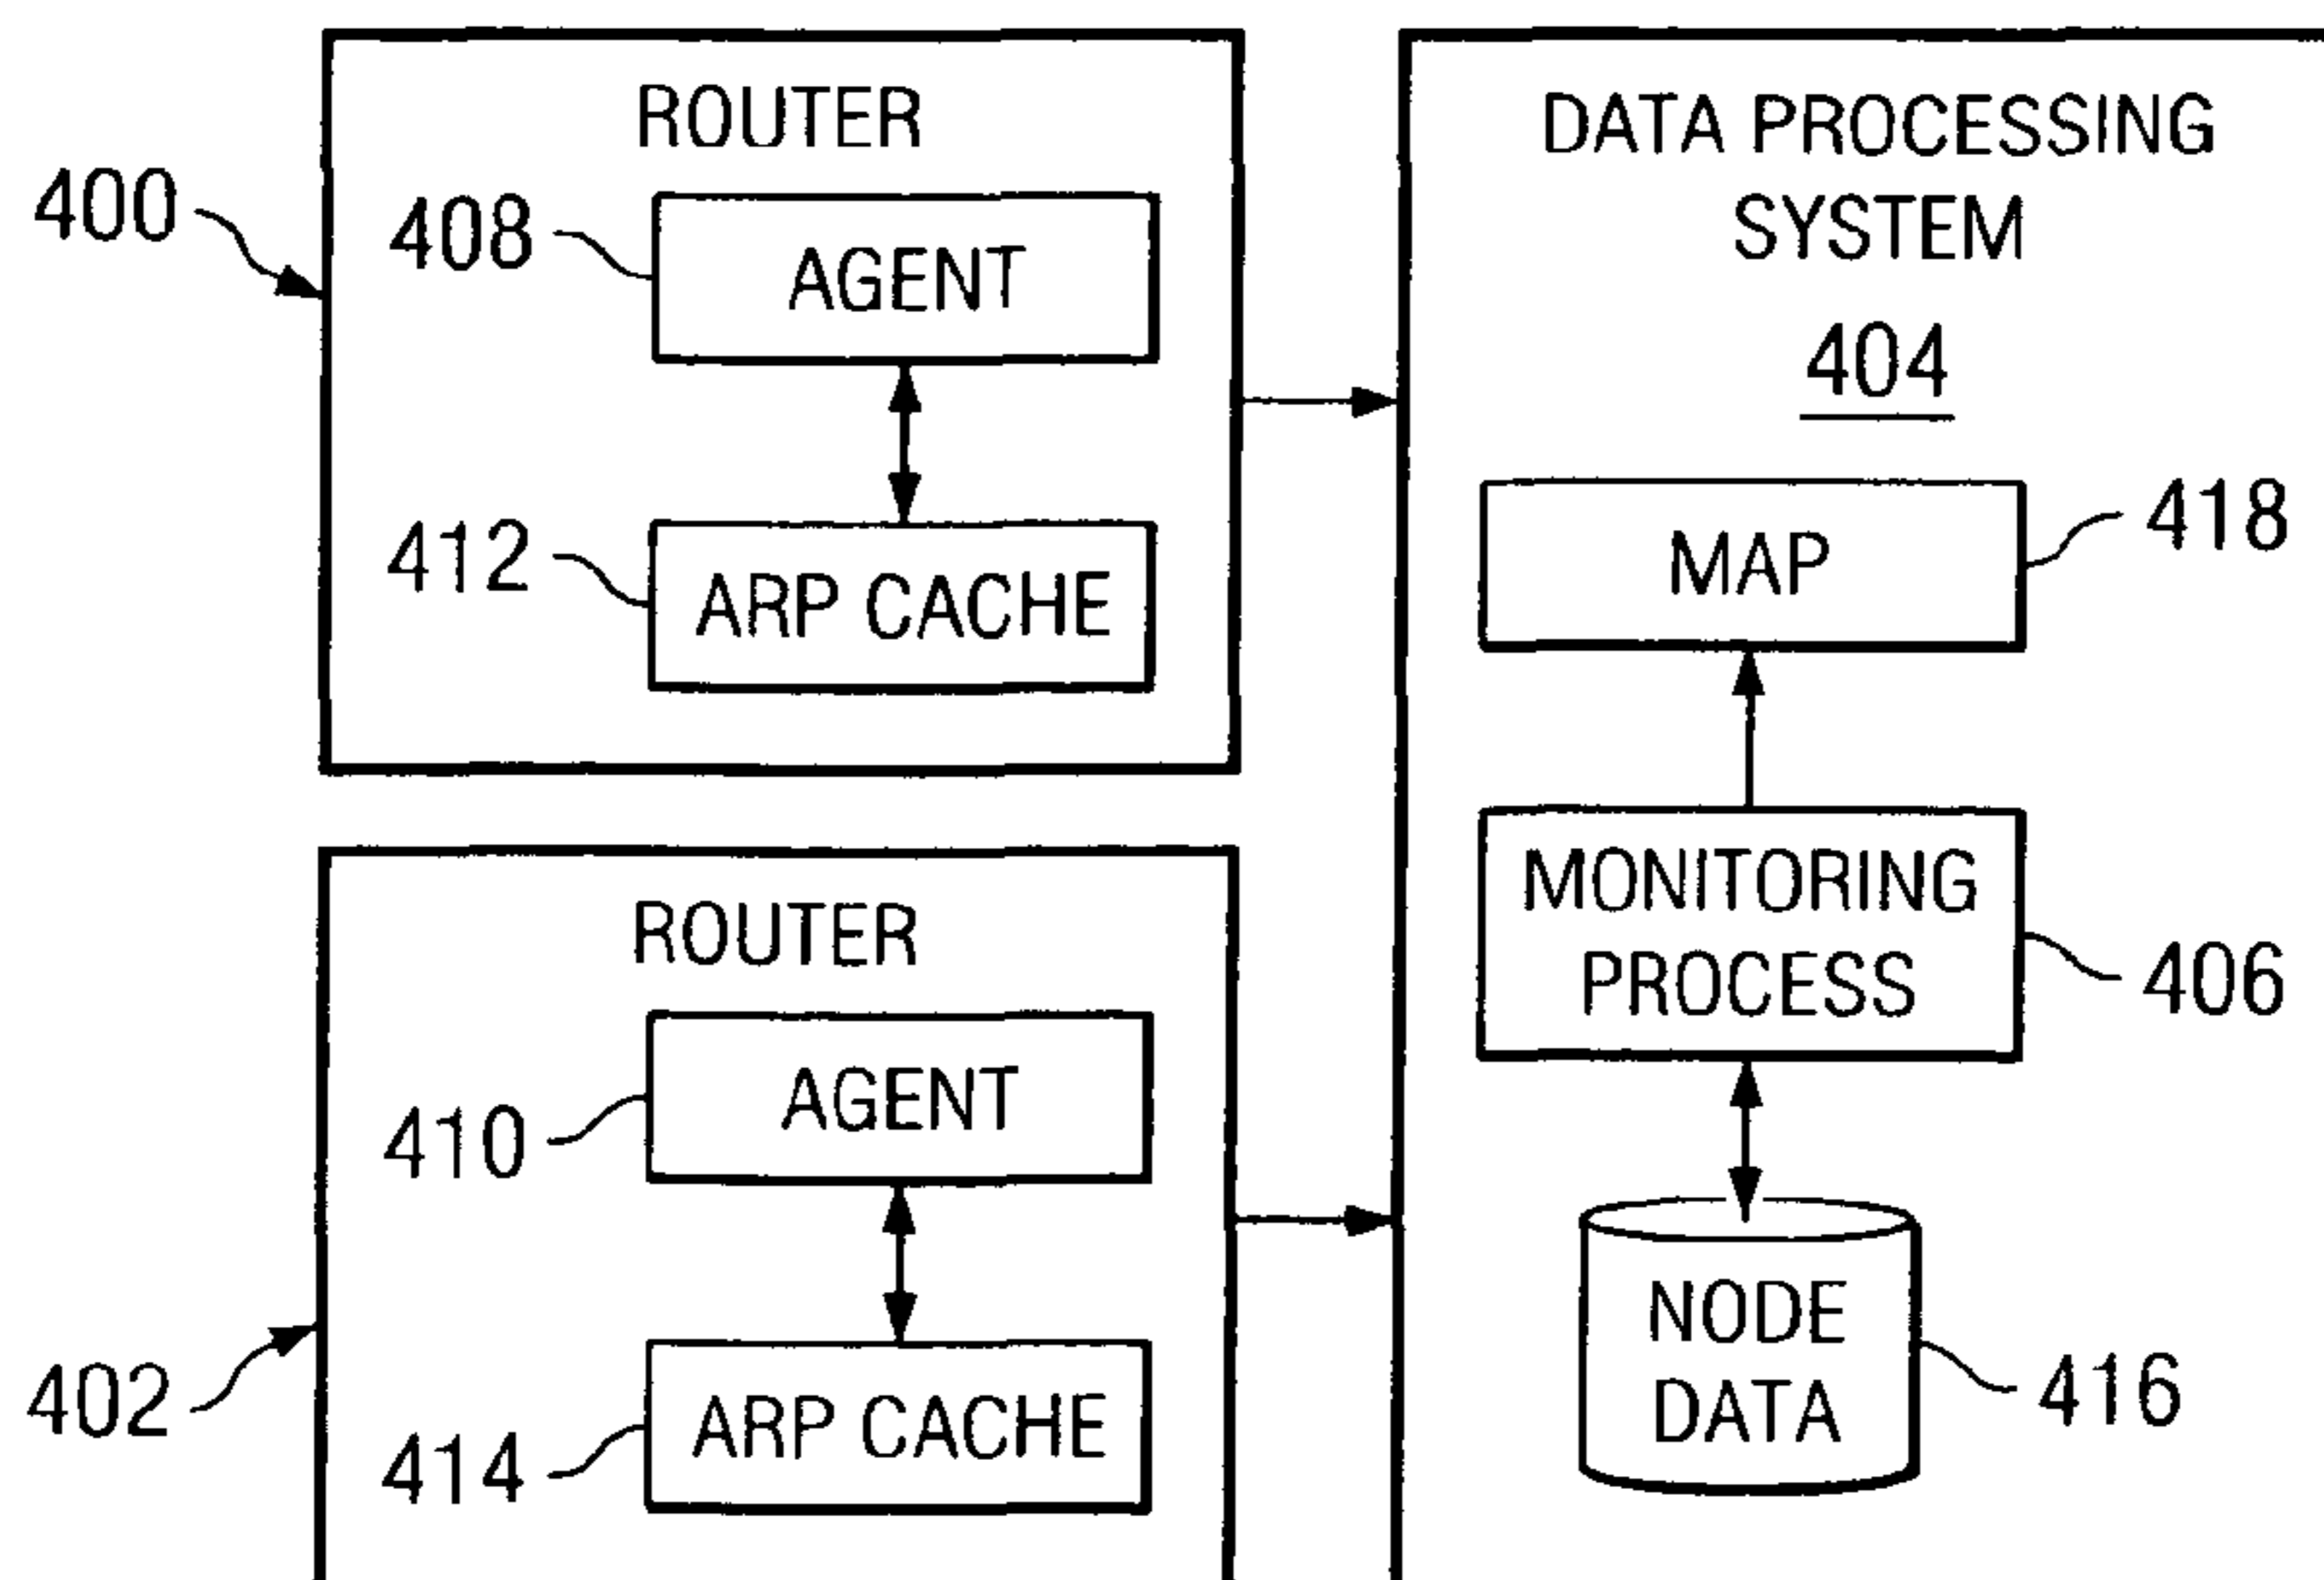 ROUTER
400
408
AGENT
412
ARP CACHE
ROUTER
410
AGENT
402
414
ARP CACHE
DATA PROCESSING
SYSTEM
404
MAP
418
MONITORING
PROCESS
406
NODE
DATA
416